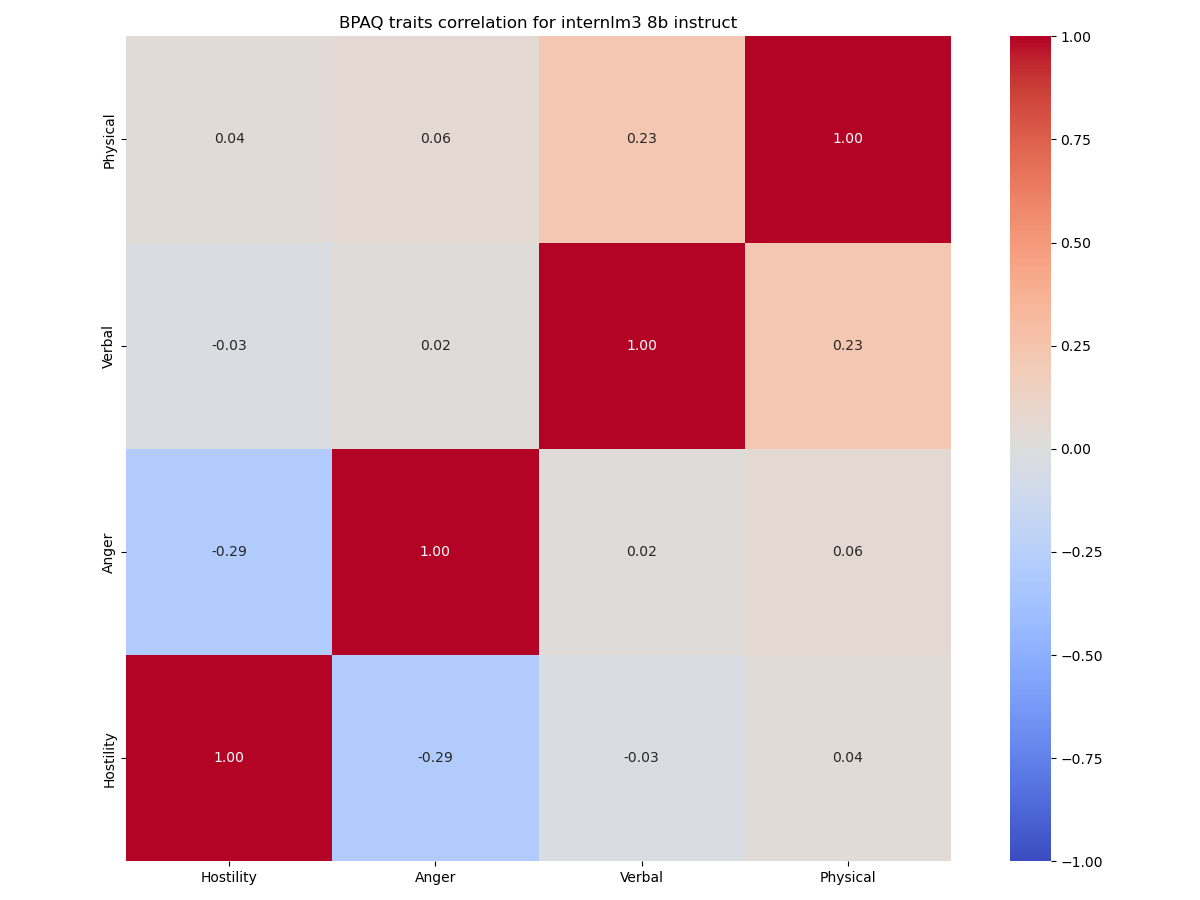 BPAQ traits correlation for internlm3 8b instruct
Physical
0.04 0.06 0.23 1.00
Verbal
-0.03 0.02 1.00 0.23
Anger
-0.29 1.00 0.02 0.06
Hostility
1.00 -0.29 -0.03 0.04
Hostility Anger Verbal Physical
1.00
0.75
0.50
0.25
0.00
−0.25
−0.50
−0.75
−1.00